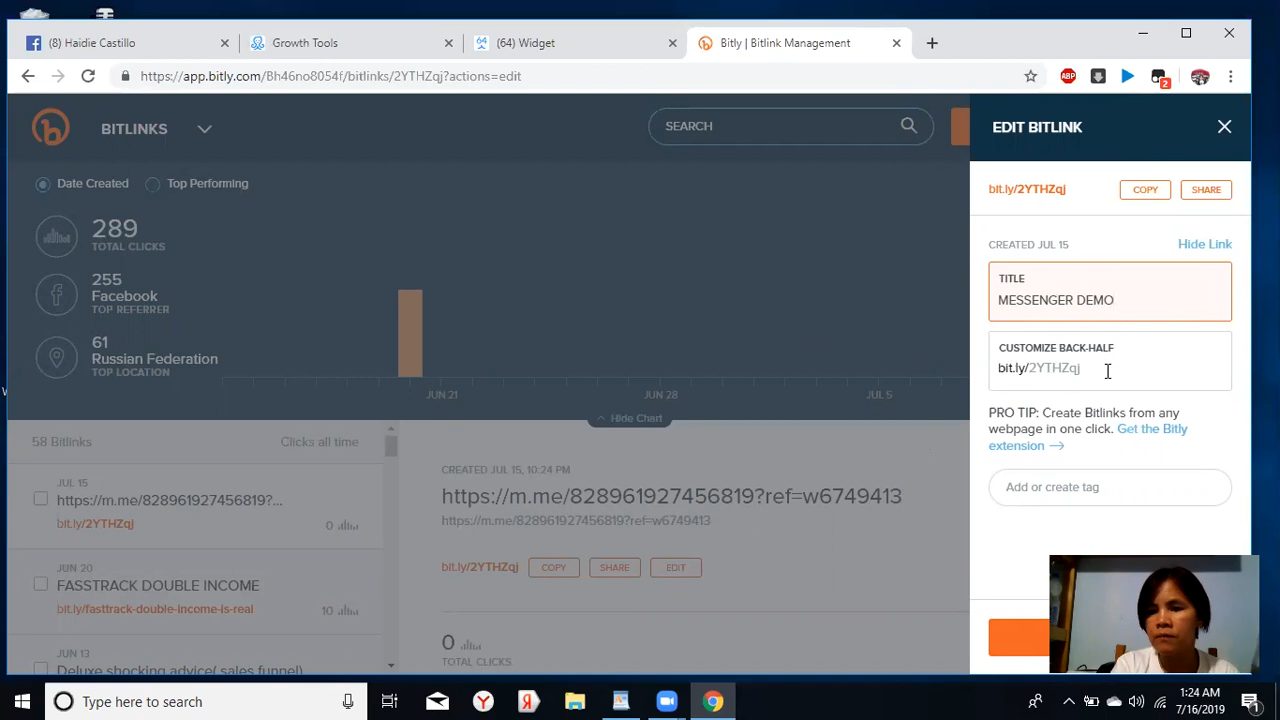 (8) Haidie Castillo
Growth Tools
(64) Widget
Bitly | Bitlink Management
https://app.bitly.com/Bh46no8054f/bitlinks/2YTHZqj?actions=edit
ABP
2
BITLINKS
SEARCH
EDIT BITLINK
bit.ly/2YTHZqj
COPY
SHARE
Date Created
Top Performing
289
TOTAL CLICKS
255
Facebook
TOP REFERRER
61
Russian Federation
TOP LOCATION
JUN 21
JUN 28
JUL 5
Hide Chart
CREATED JUL 15
Hide Link
TITLE
MESSENGER DEMO
CUSTOMIZE BACK-HALF
bit.ly/2YTHZqj
PRO TIP: Create Bitlinks from any
webpage in one click. Get the Bitly
extension
Add or create tag
58 Bitlinks
Clicks all time
JUL 15
https://m.me/828961927456819?...
bit.ly/2YTHZqj
0
JUN 20
FASSTRACK DOUBLE INCOME
bit.ly/fasttrack-double-income-is-real
10
JUN 13
Deluxe shocking advice( sales funnel)
CREATED JUL 15, 10:24 PM
https://m.me/828961927456819?ref=w6749413
https://m.me/828961927456819?ref=w6749413
bit.ly/2YTHZqj
COPY
SHARE
EDIT
0
TOTAL CLICKS
Type here to search
1:24 AM
7/16/2019
1